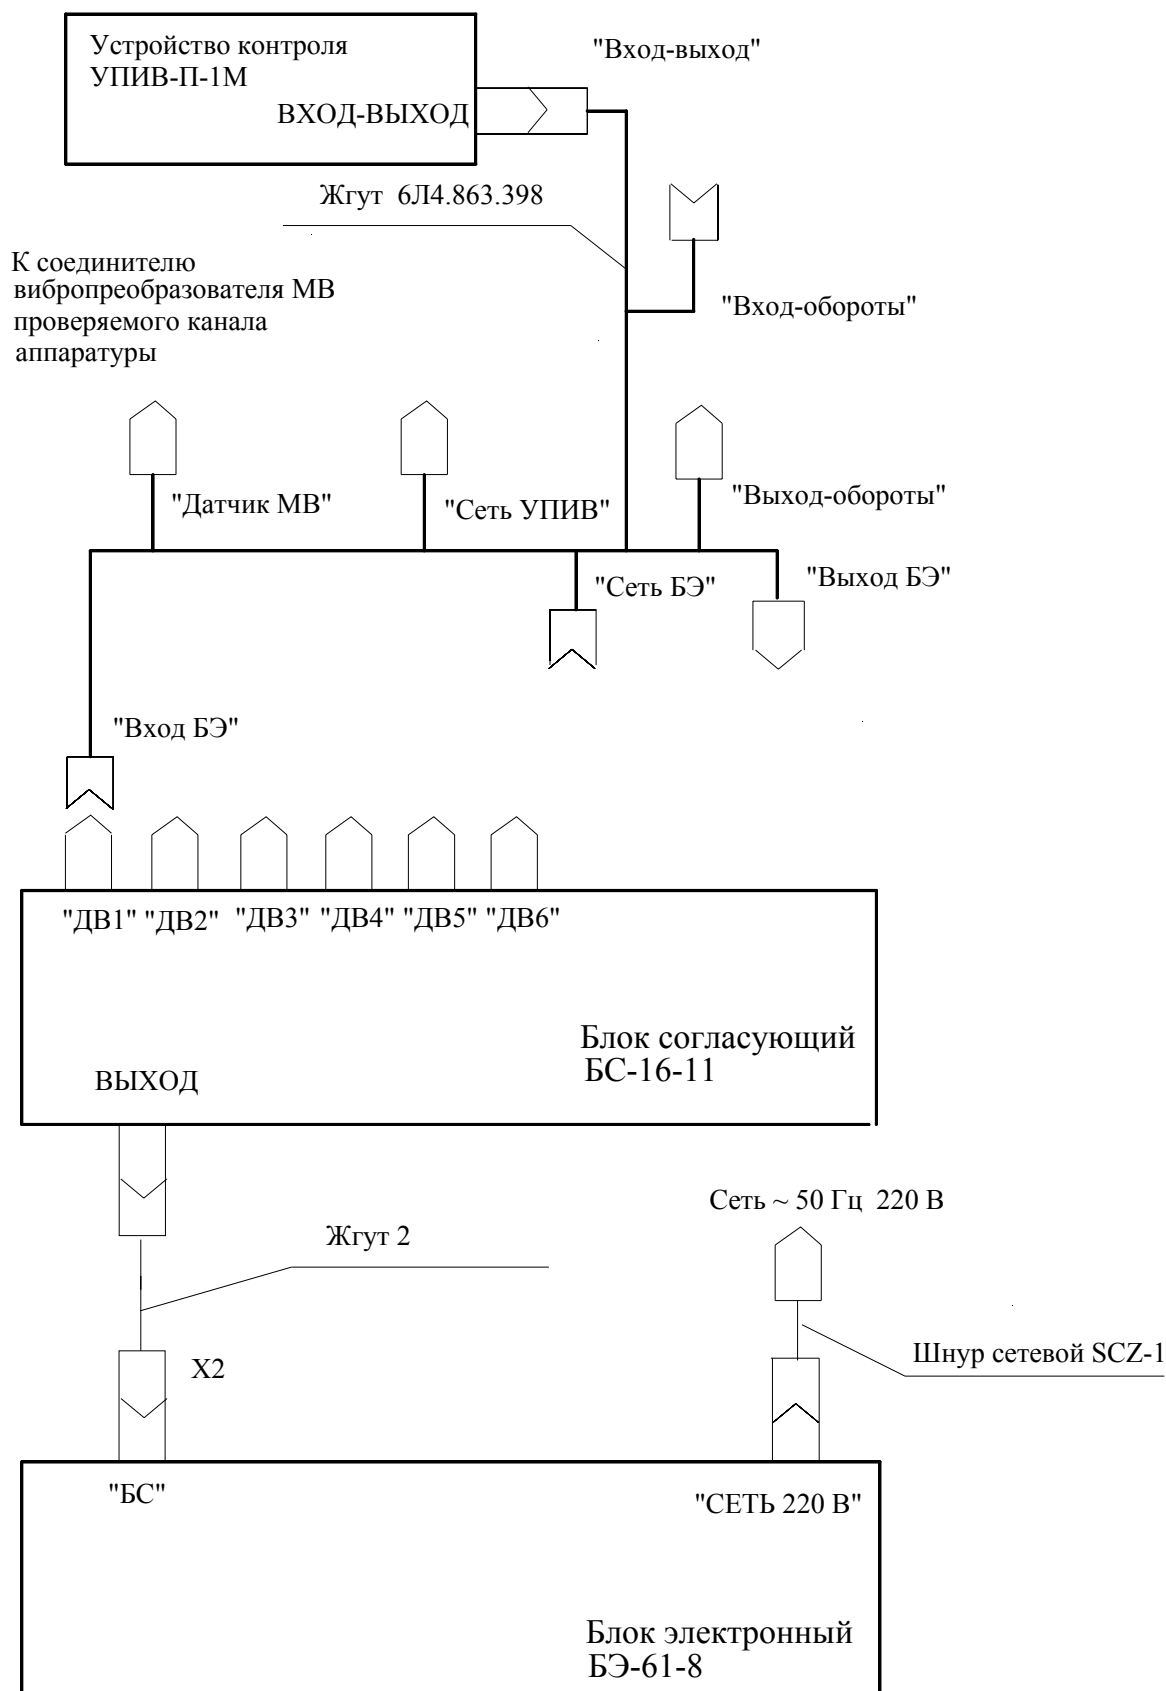 Устройство контроля
УПИВ-П-1М
ВХОД-ВЫХОД
"Вход-выход"
Жгут 6Л4.863.398
К соединителю
вибропреобразователя МВ
проверяемого канала
аппаратуры
"Вход-обороты"
"Датчик МВ"
"Сеть УПИВ"
"Выход-обороты"
"Сеть БЭ"
"Выход БЭ"
"Вход БЭ"
"ДВ1" "ДВ2" "ДВ3" "ДВ4" "ДВ5" "ДВ6"
Блок согласующий
БС-16-11
ВЫХОД
Сеть ~ 50 Гц 220 В
Жгут 2
Шнур сетевой SCZ-1
Х2
"БС"
"СЕТЬ 220 В"
Блок электронный
БЭ-61-8